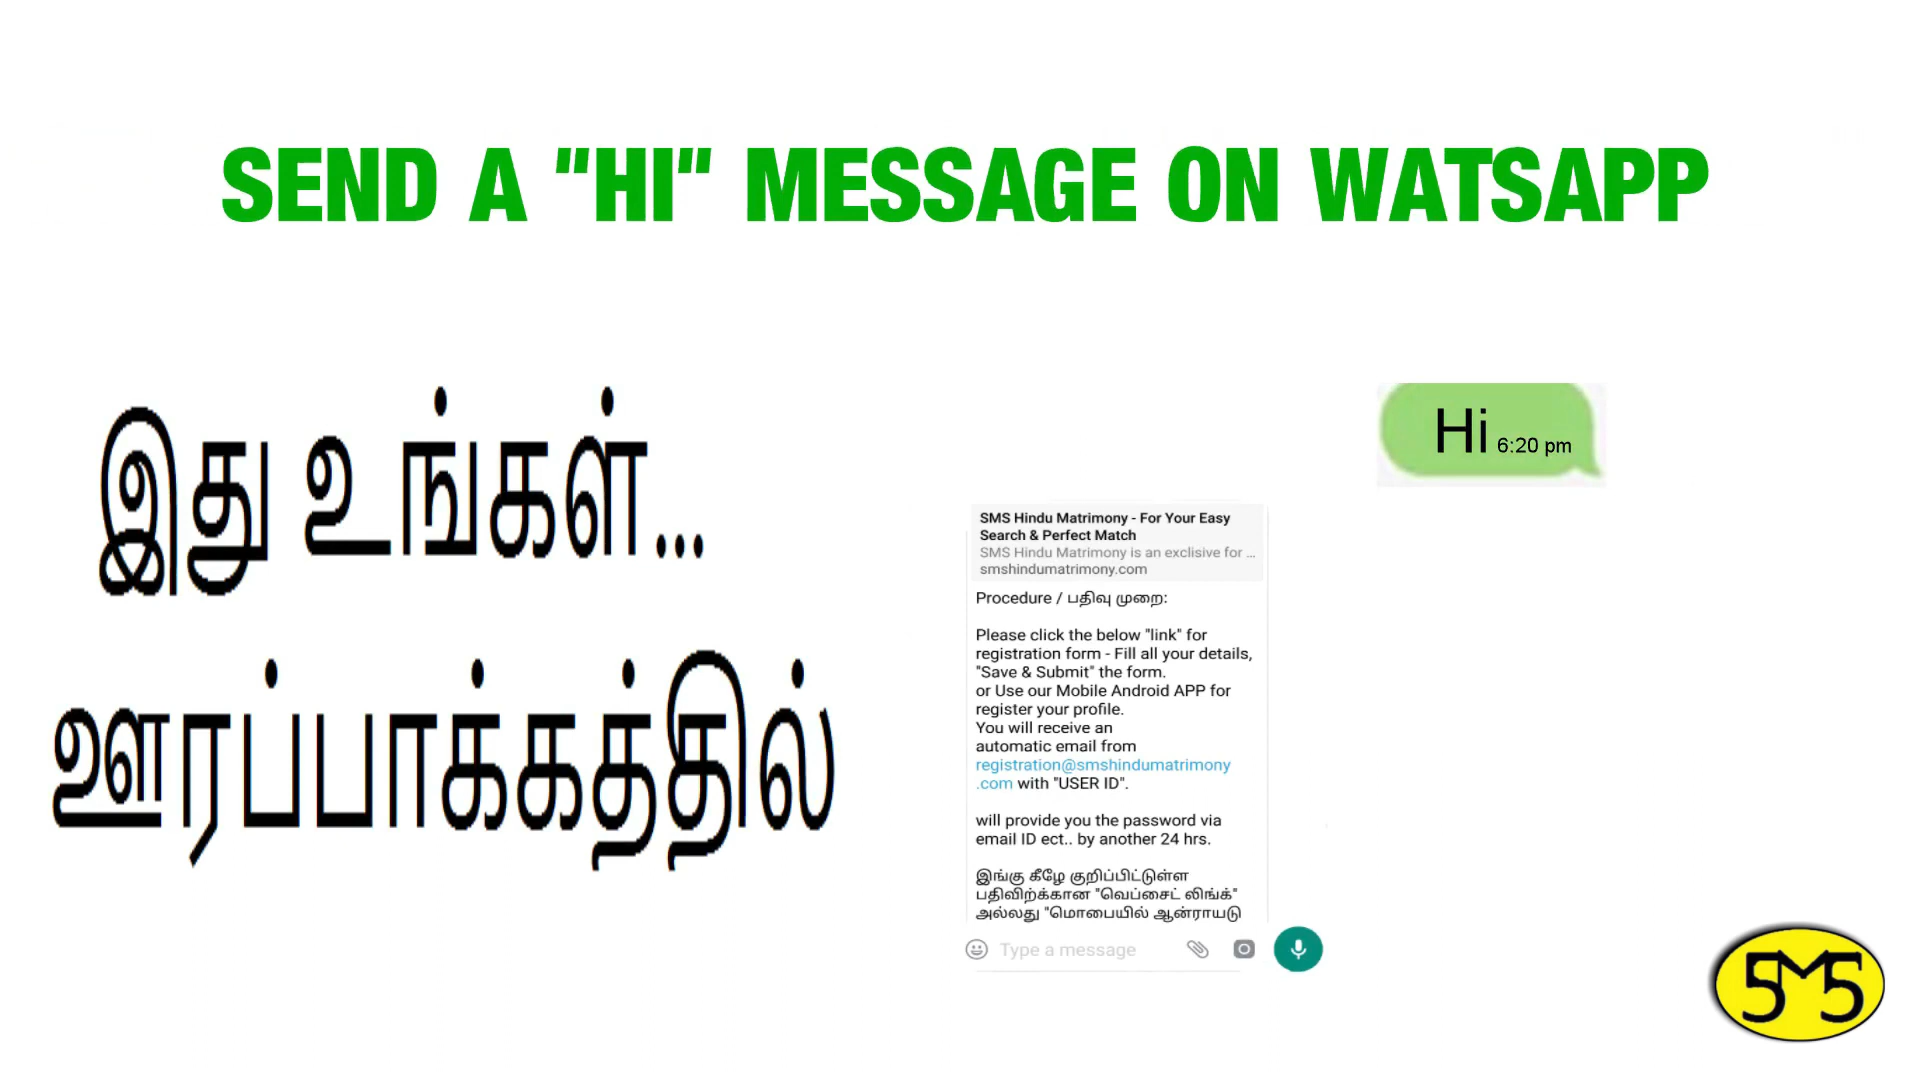 SEND A "HI" MESSAGE ON WATSAPP
இது உங்கள்...
ஊரப்பாக்கத்தில்
Hi 6:20 pm
SMS Hindu Matrimony - For Your Easy
Search & Perfect Match
SMS Hindu Matrimony is an exclisive for ...
smshindumatrimony.com
Procedure / பதிவு முறை:
Please click the below "link" for
registration form - Fill all your details,
"Save & Submit" the form.
or Use our Mobile Android APP for
register your profile.
You will receive an
automatic email from
registration@smshindumatrimony
.com with "USER ID".
will provide you the password via
email ID ect.. by another 24 hrs.
இங்கு கீழே குறிப்பிட்டுள்ள
பதிவிற்க்கான "வெப்சைட் லிங்க்"
அல்லது "மொபையில் ஆன்ராயடு
Type a message
SMS